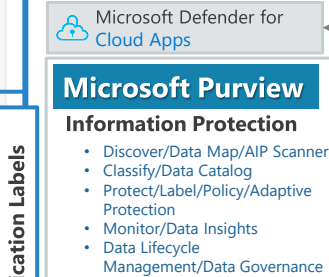 Microsoft Defender for
Cloud Apps
Microsoft Purview
Information Protection
• Discover/Data Map/AIP Scanner
• Classify/Data Catalog
• Protect/Label/Policy/Adaptive
Protection
• Monitor/Data Insights
• Data Lifecycle
Management/Data Governance
Labels